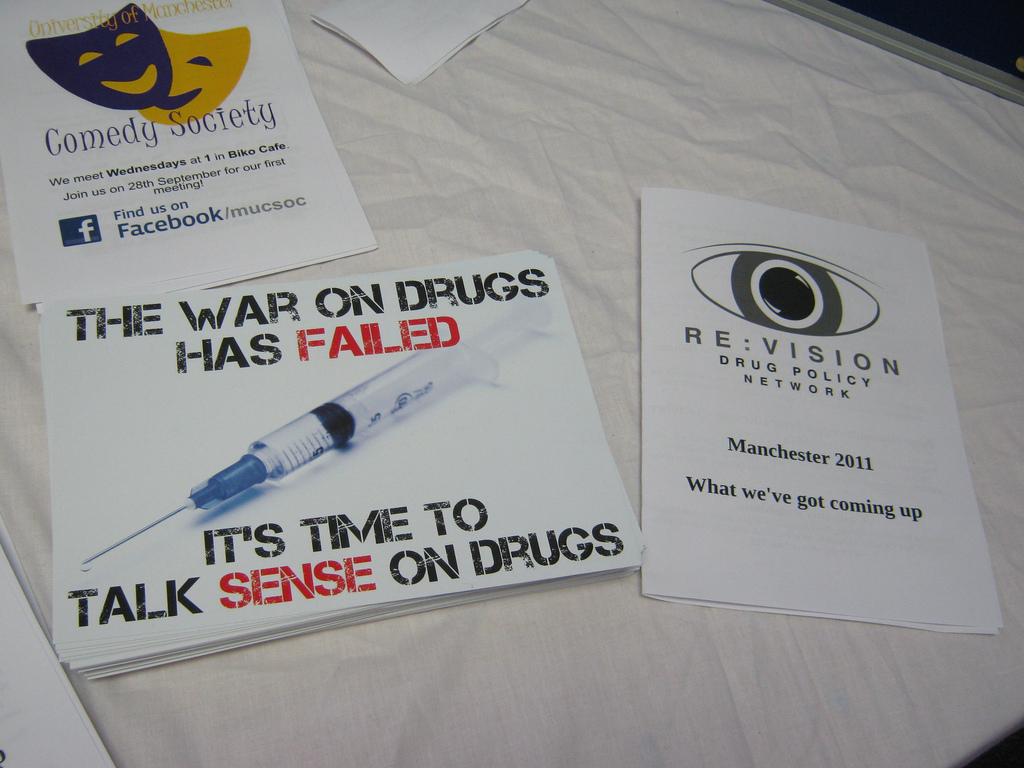 University of Manchester
Comedy Society
We meet Wednesdays at 1 in Biko Cafe.
Join us on 28th September for our first
meeting!
f
Find us on
Facebook/mucsoc
THE WAR ON DRUGS
HAS FAILED
IT'S TIME TO
TALK SENSE ON DRUGS
RE:VISION
DRUG POLICY
NETWORK
Manchester 2011
What we've got coming up